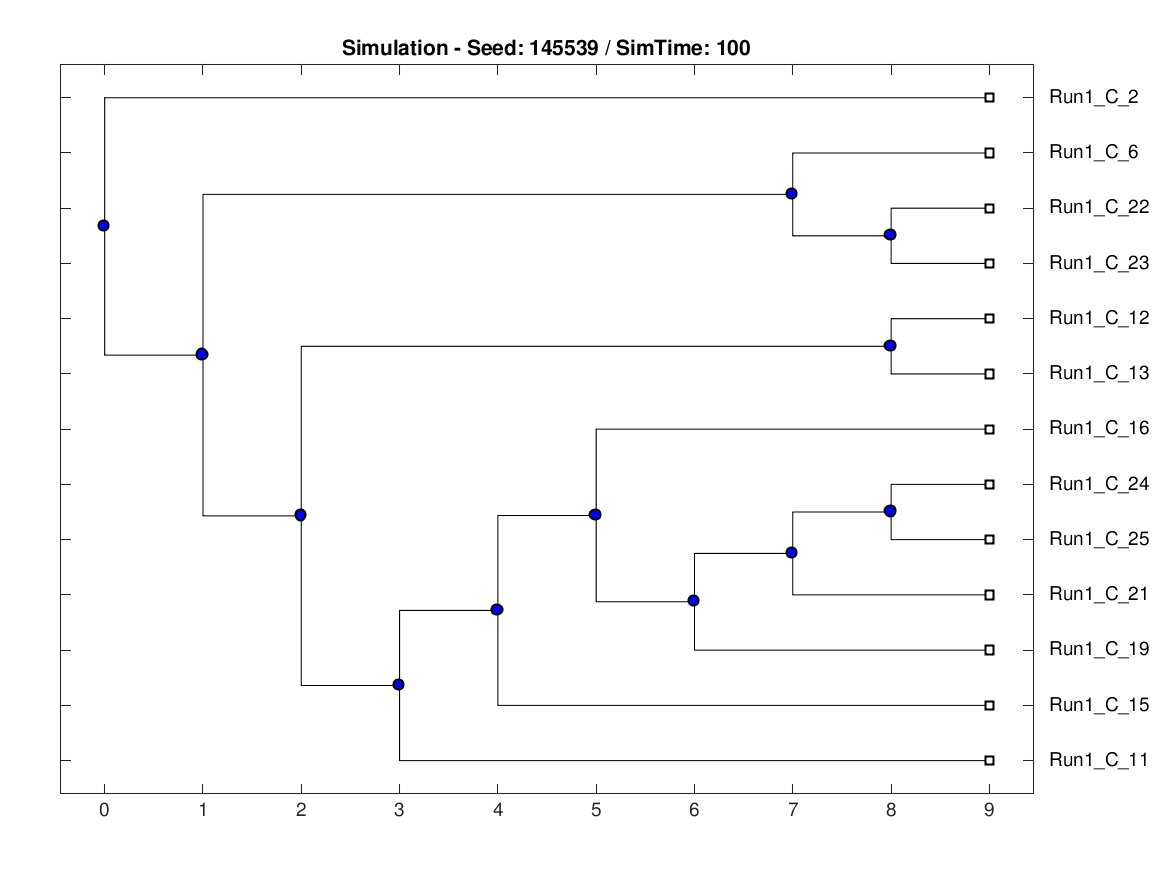 Simulation - Seed: 145539 / SimTime: 100
Run1_C_2
Run1_C_6
Run1_C_22
Run1_C_23
Run1_C_12
Run1_C_13
Run1_C_16
Run1_C_24
Run1_C_25
Run1_C_21
Run1_C_19
Run1_C_15
Run1_C_11
0 1 2 3 4 5 6 7 8 9